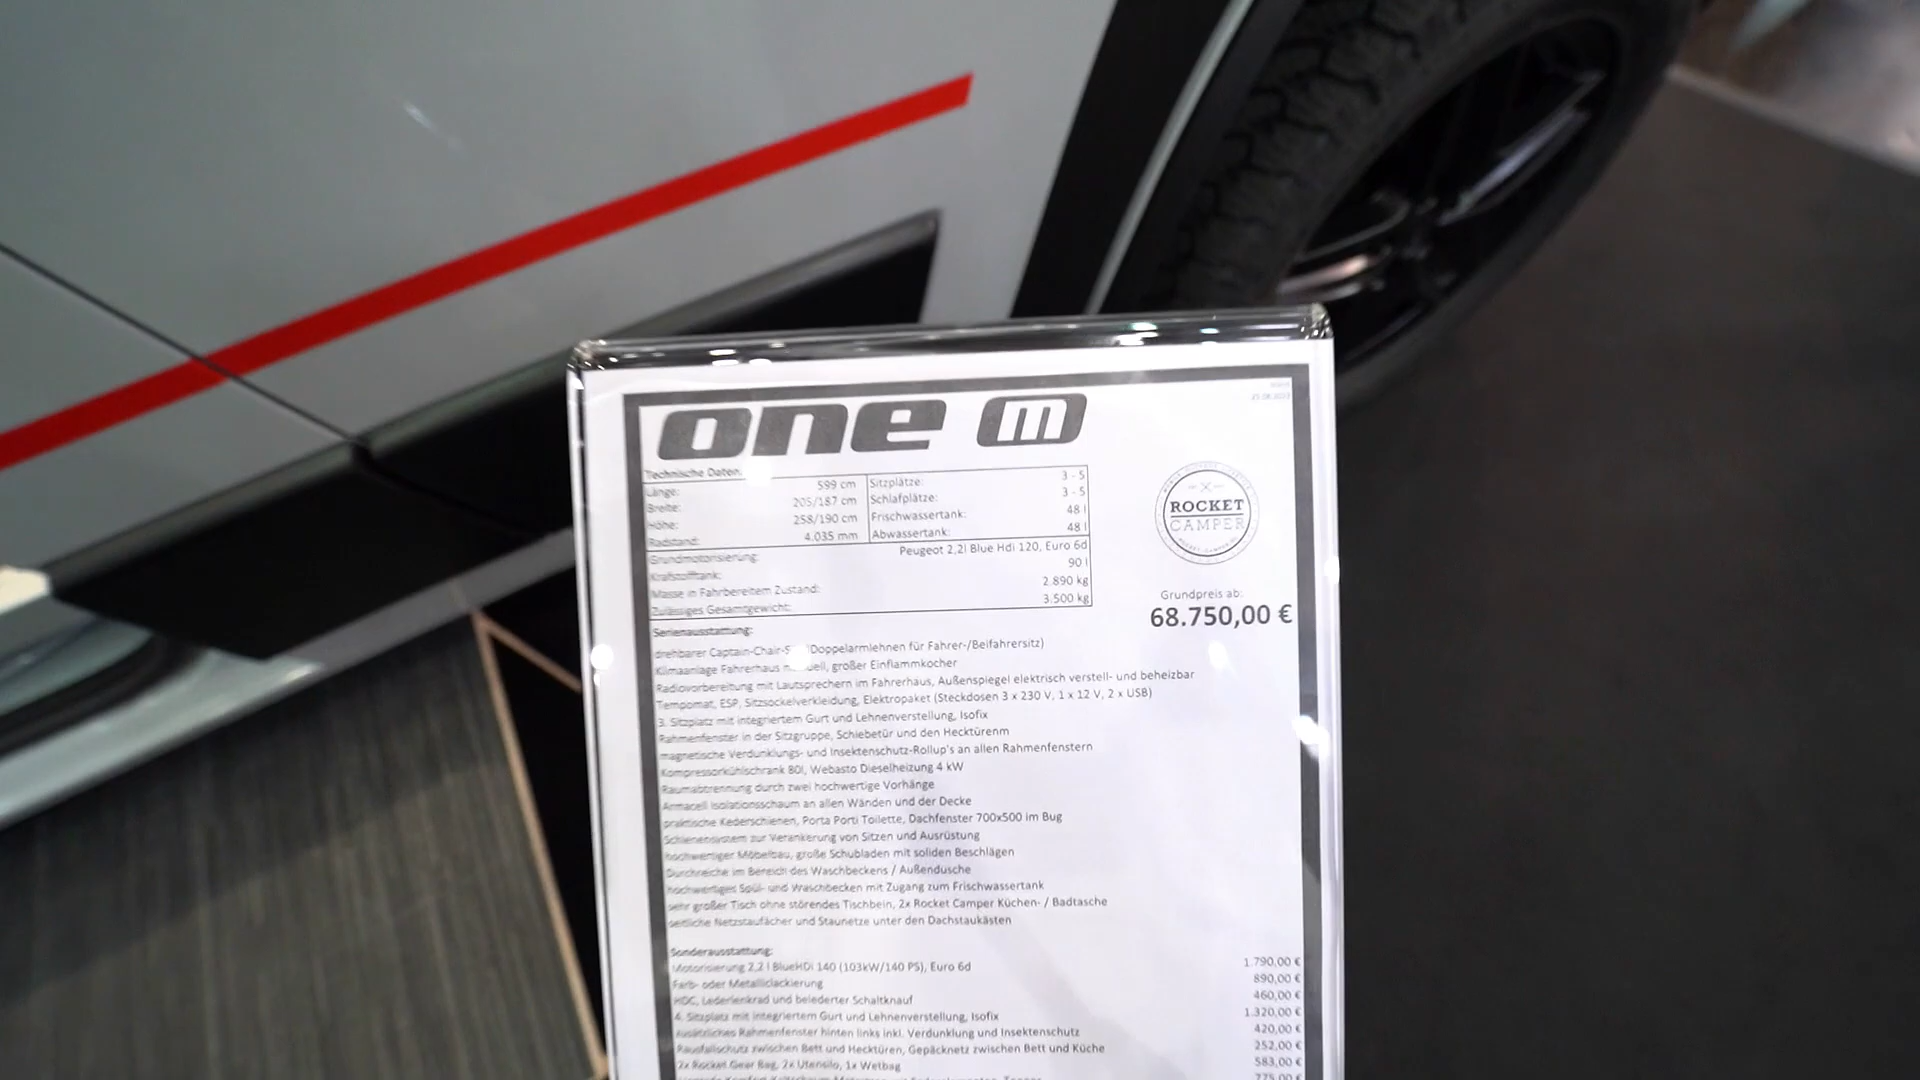 one m
Technische Daten:
Länge: 599 cm Sitzplätze: 3 - 5
Breite: 205/187 cm Schlafplätze: 3 - 5
Höhe: 258/190 cm Frischwassertank: 48 l
Radstand: 4.035 mm Abwassertank: 48 l
Grundmotorisierung: Peugeot 2,2l Blue Hdi 120, Euro 6d
Kraftstofftank: 90 l
Masse in Fahrbereitem Zustand: 2.890 kg
Zulässiges Gesamtgewicht: 3.500 kg
ROCKET
CAMPER
Grundpreis ab:
68.750,00 €
Serienausstattung:
drehbarer Captain-Chair-S Doppelarmlehnen für Fahrer-/Beifahrersitz)
Klimaanlage Fahrerhaus großer Einflammkocher
Radiovorbereitung mit Lautsprechern im Fahrerhaus, Außenspiegel elektrisch verstell- und beheizbar
Tempomat, ESP, Sitzsockelverkleidung, Elektropaket (Steckdosen 3 x 230 V, 1 x 12 V, 2 x USB)
3. Sitzplatz mit integriertem Gurt und Lehnenverstellung, Isofix
Rahmenfenster in der Sitzgruppe, Schiebetür und den Hecktürenm
magnetische Verdunklungs- und Insektenschutz-Rollup's an allen Rahmenfenstern
Kompressorkühlschrank 80l, Webasto Dieselheizung 4 kW
Raumabtrennung durch zwei hochwertige Vorhänge
Armacell Isolationsschaum an allen Wänden und der Decke
praktische Kederschienen, Porta Porti Toilette, Dachfenster 700x500 im Bug
Schienensystem zur Verankerung von Sitzen und Ausrüstung
hochwertiger Möbelbau, große Schubladen mit soliden Beschlägen
Durchreiche im Bereich des Waschbeckens / Außendusche
hochwertiges Spül- und Waschbecken mit Zugang zum Frischwassertank
sehr großer Tisch ohne störendes Tischbein, 2x Rocket Camper Küchen- / Badtasche
seitliche Netzstaufächer und Staunetze unter den Dachstaukästen
Sonderausstattung:
Motorisierung 2,2 l BlueHDi 140 (103kW/140 PS), Euro 6d 1.790,00 €
Farb- oder Metalliclackierung 890,00 €
HDC, Lederlenkrad und belederter Schaltknauf 460,00 €
4. Sitzplatz mit integriertem Gurt und Lehnenverstellung, Isofix 1.320,00 €
zusätzliches Rahmenfenster hinten links inkl. Verdunklung und Insektenschutz 420,00 €
Rausfallschutz zwischen Bett und Hecktüren, Gepäcknetz zwischen Bett und Küche 252,00 €
2x Rocket Gear Bag, 2x Utensilo, 1x Wetbag 583,00 €
775,00 €